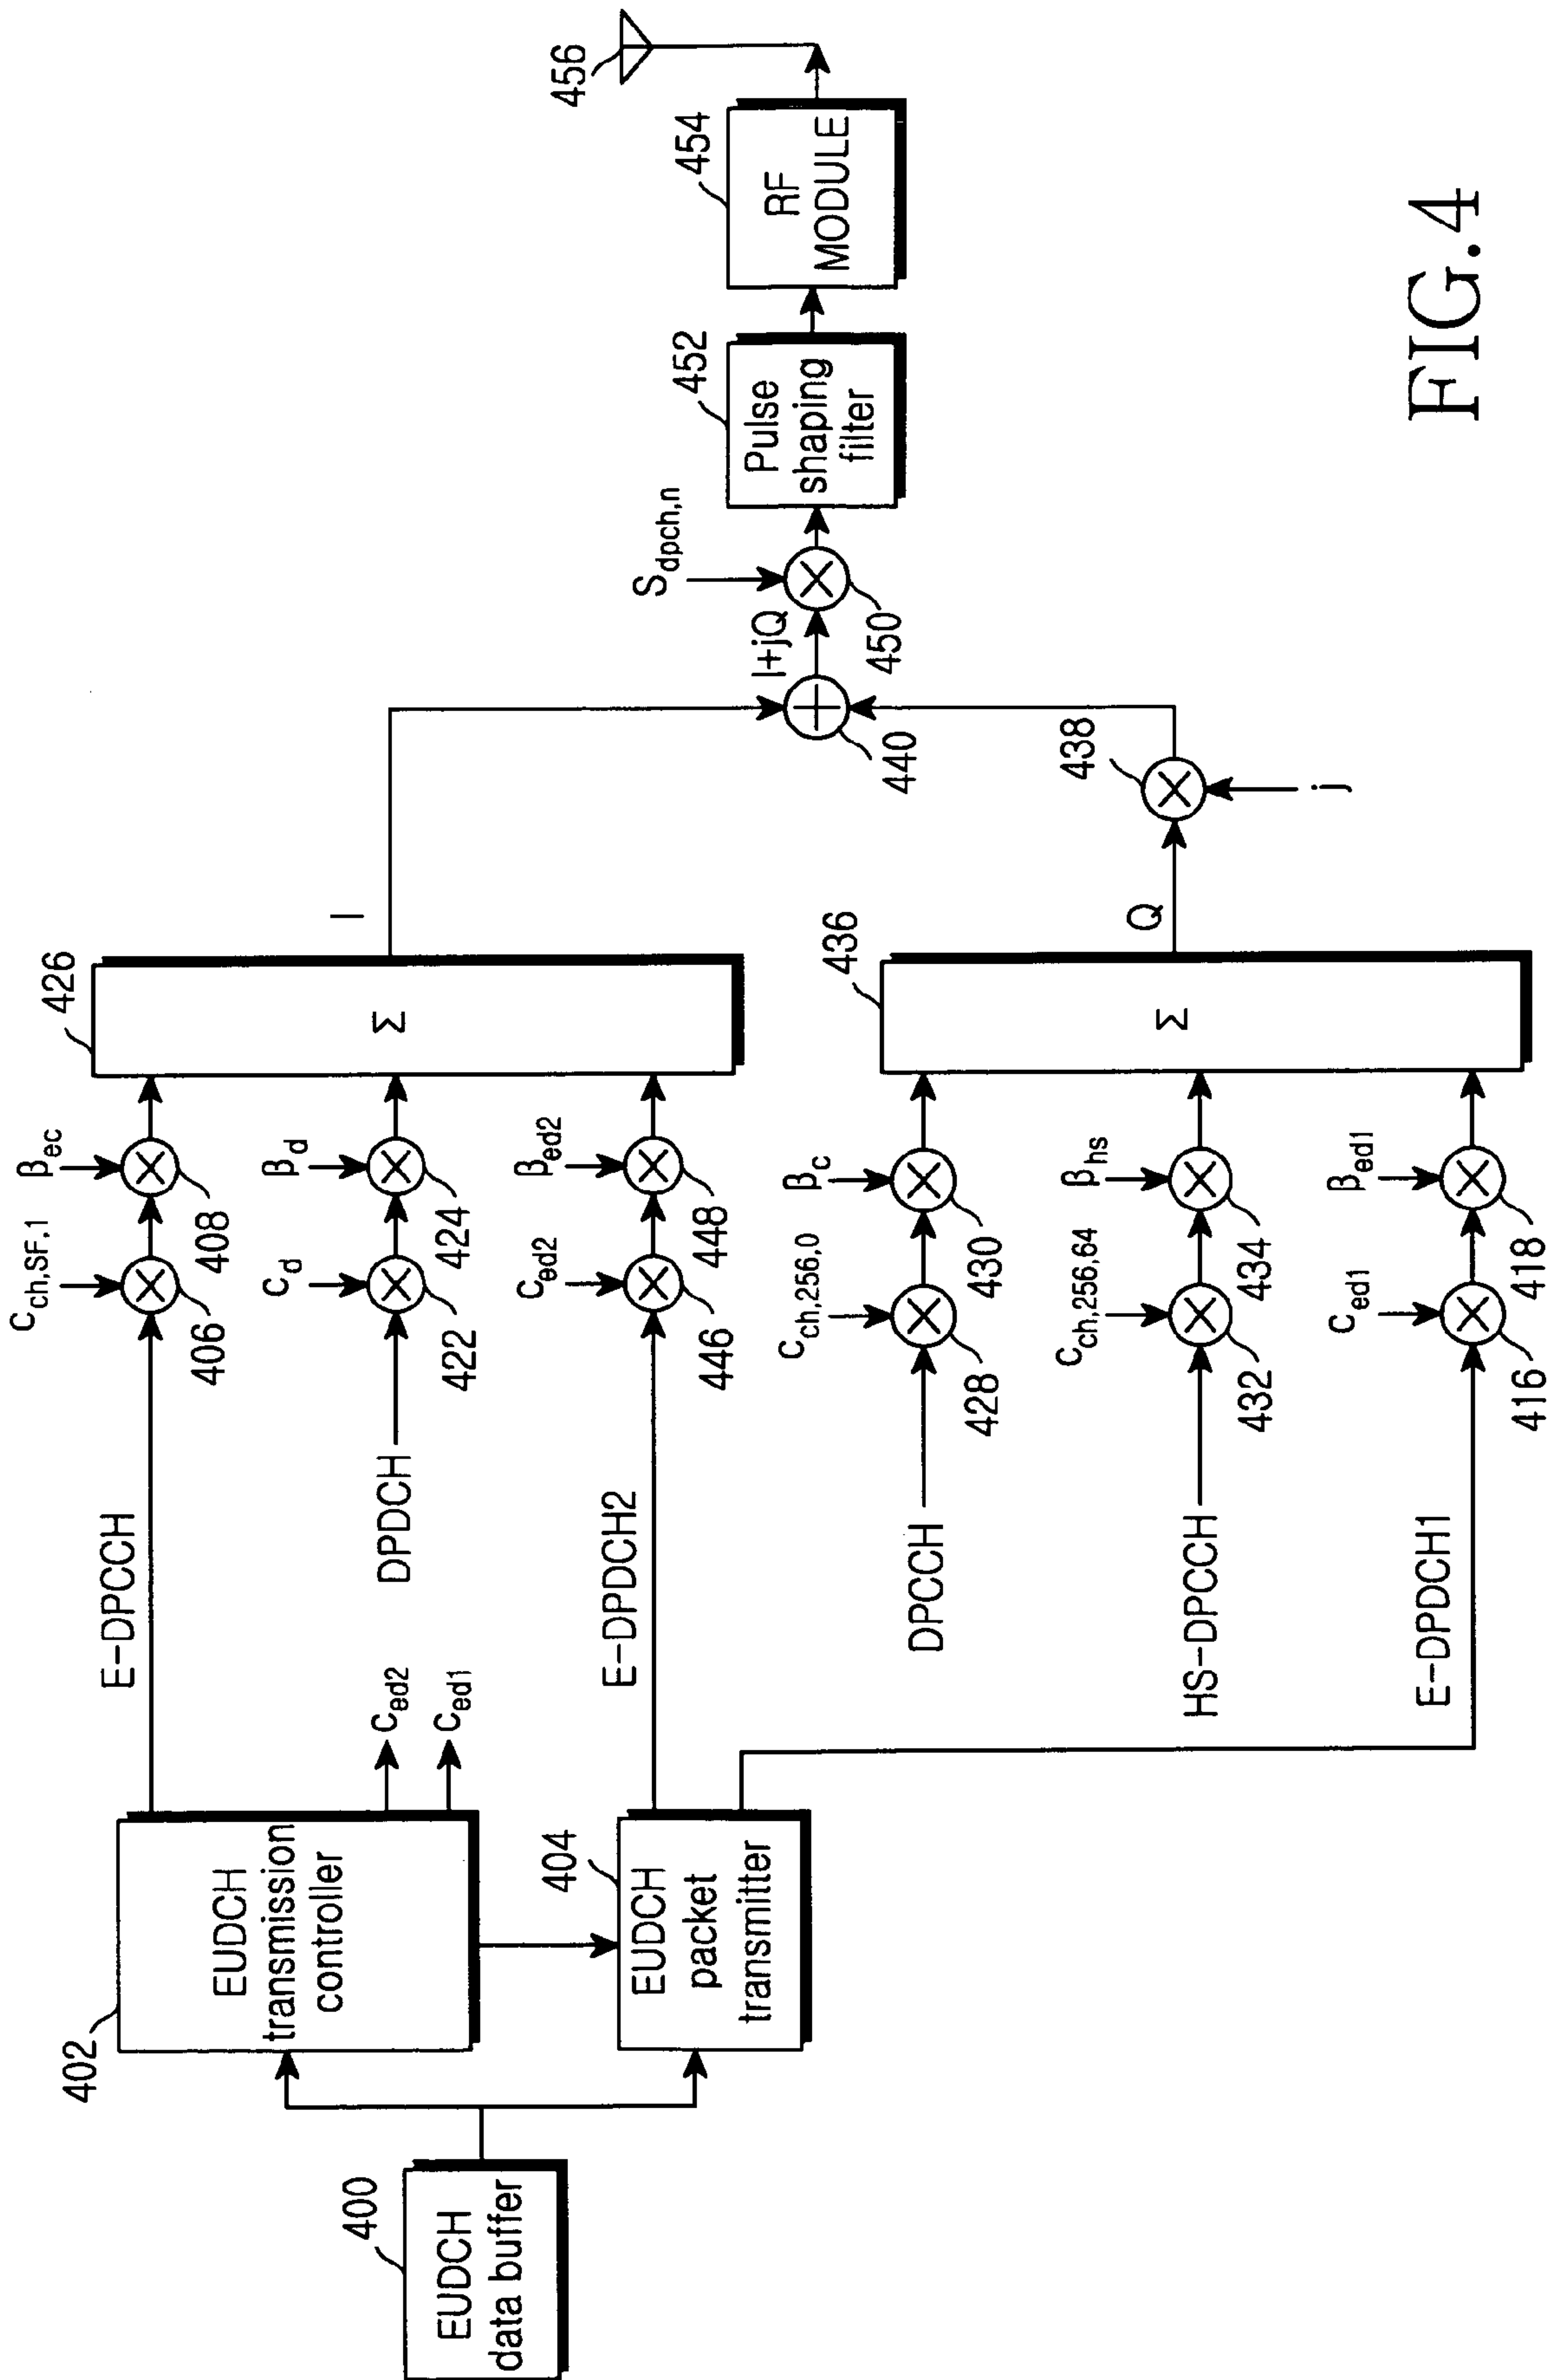 400
EUDCH
data buffer
402
EUDCH
transmission
controller
404
EUDCH
packet
transmitter
c_ed2
c_ed1
E-DPCCH
c_ch,SF,1
β_ec
406
408
DPDCH
c_d
β_d
422
424
E-DPDCH2
c_ed2
β_ed2
446
448
426
Σ
I
DPCCH
c_ch,256,0
β_c
428
430
HS-DPCCH
c_ch,256,64
β_hs
432
434
E-DPDCH1
c_ed1
β_ed1
416
418
436
Σ
Q
438
j
440
I+jQ
S_dpch,n
450
452
Pulse
shaping
filter
454
RF
MODULE
456
FIG.4